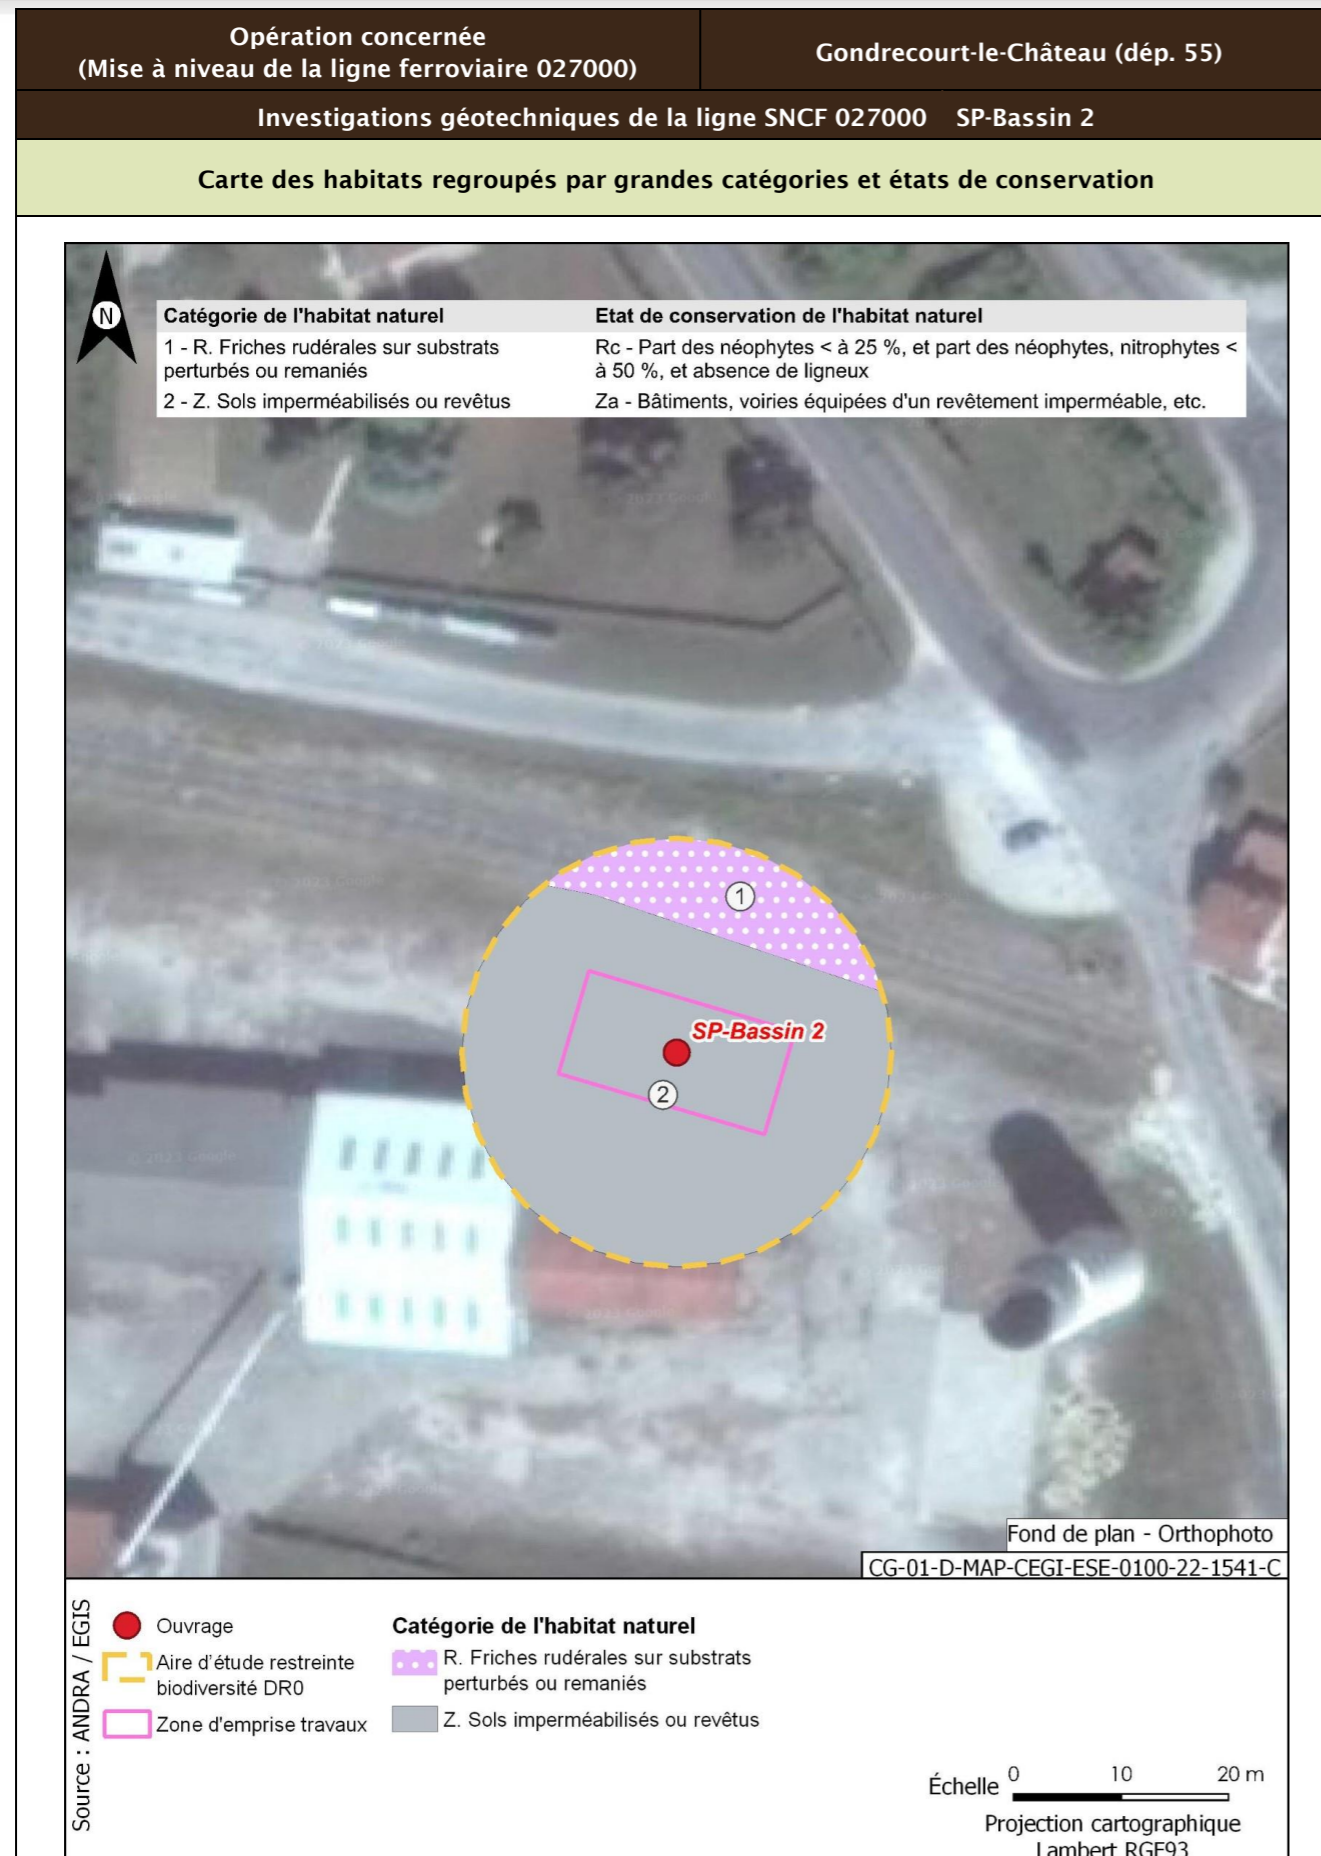 Opération concernée
(Mise à niveau de la ligne ferroviaire 027000)
Gondrecourt-le-Château (dép. 55)
Investigations géotechniques de la ligne SNCF 027000 SP-Bassin 2
Carte des habitats regroupés par grandes catégories et états de conservation
N
Catégorie de l'habitat naturel
Etat de conservation de l'habitat naturel
1 - R. Friches rudérales sur substrats
perturbés ou remaniés
Rc - Part des néophytes < à 25 %, et part des néophytes, nitrophytes <
à 50 %, et absence de ligneux
2 - Z. Sols imperméabilisés ou revêtus
Za - Bâtiments, voiries équipées d'un revêtement imperméable, etc.
1
SP-Bassin 2
2
© 2023 Google
Fond de plan - Orthophoto
CG-01-D-MAP-CEGI-ESE-0100-22-1541-C
Source : ANDRA / EGIS
Ouvrage
Aire d'étude restreinte
biodiversité DR0
Zone d'emprise travaux
Catégorie de l'habitat naturel
R. Friches rudérales sur substrats
perturbés ou remaniés
Z. Sols imperméabilisés ou revêtus
Échelle 0 10 20 m
Projection cartographique
Lambert RGF93